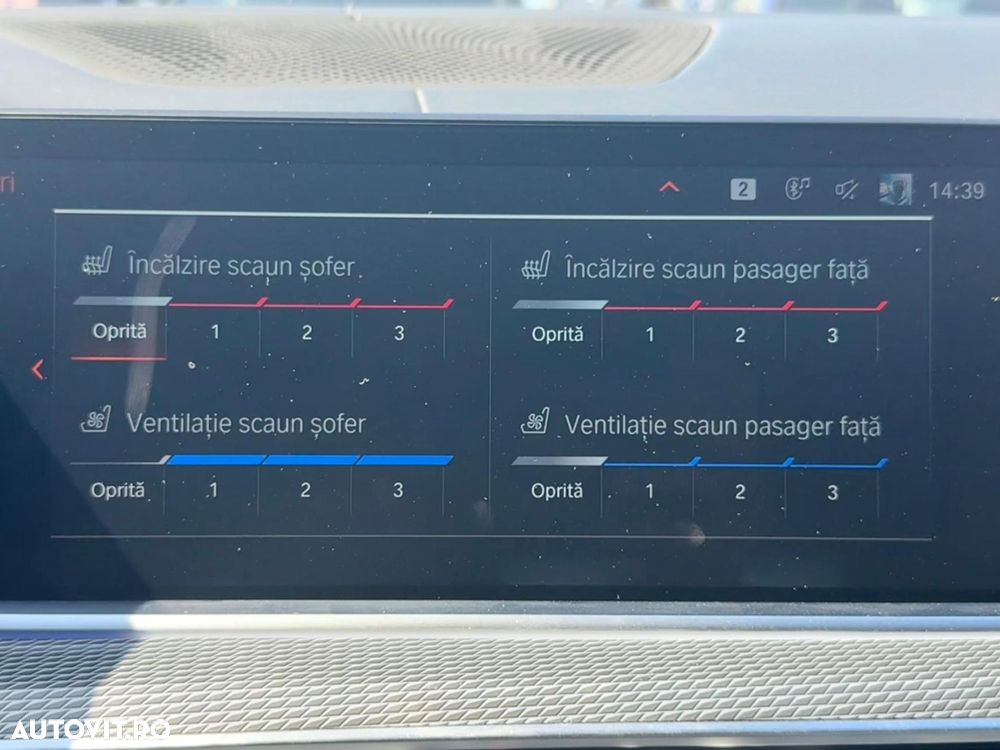 ri
2
14:39
Încălzire scaun șofer
Oprită 1 2 3
Încălzire scaun pasager față
Oprită 1 2 3
Ventilație scaun șofer
Oprită 1 2 3
Ventilație scaun pasager față
Oprită 1 2 3
AUTOVIT.RO